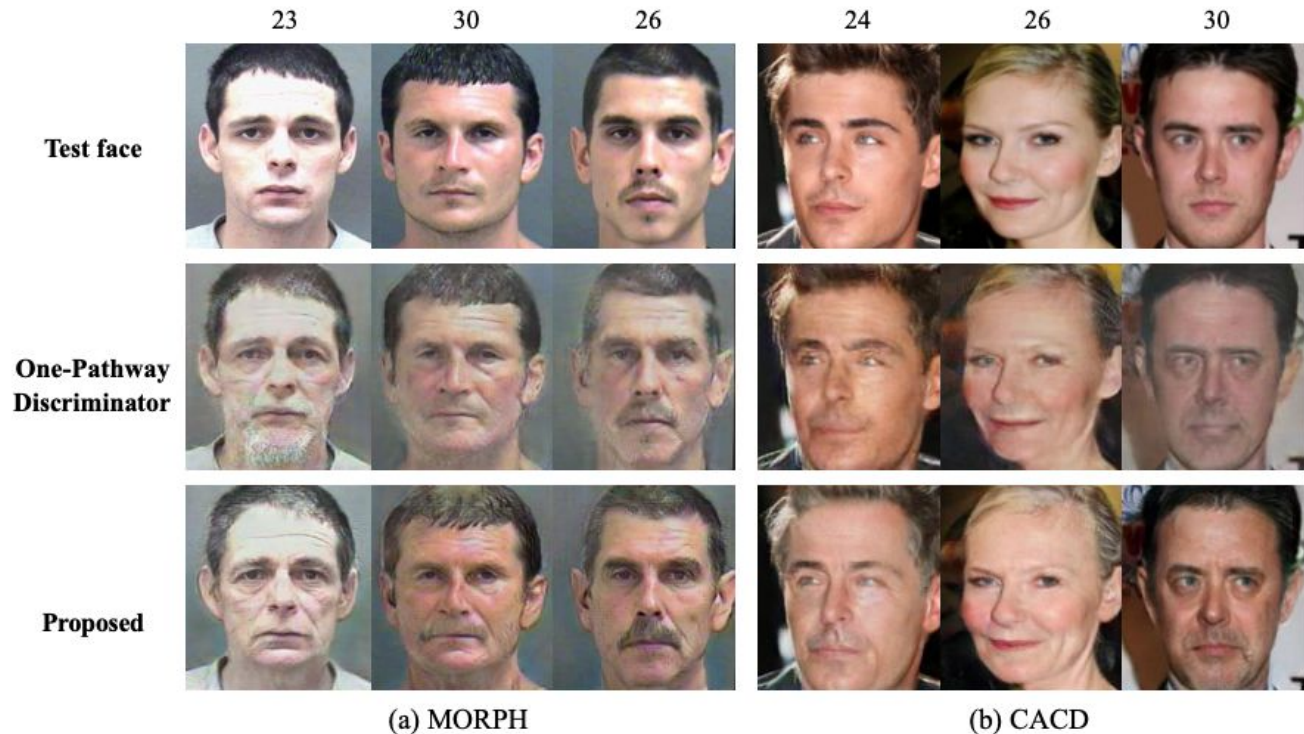 23 30 26 24 26 30
Test face
One-Pathway
Discriminator
Proposed
(a) MORPH (b) CACD